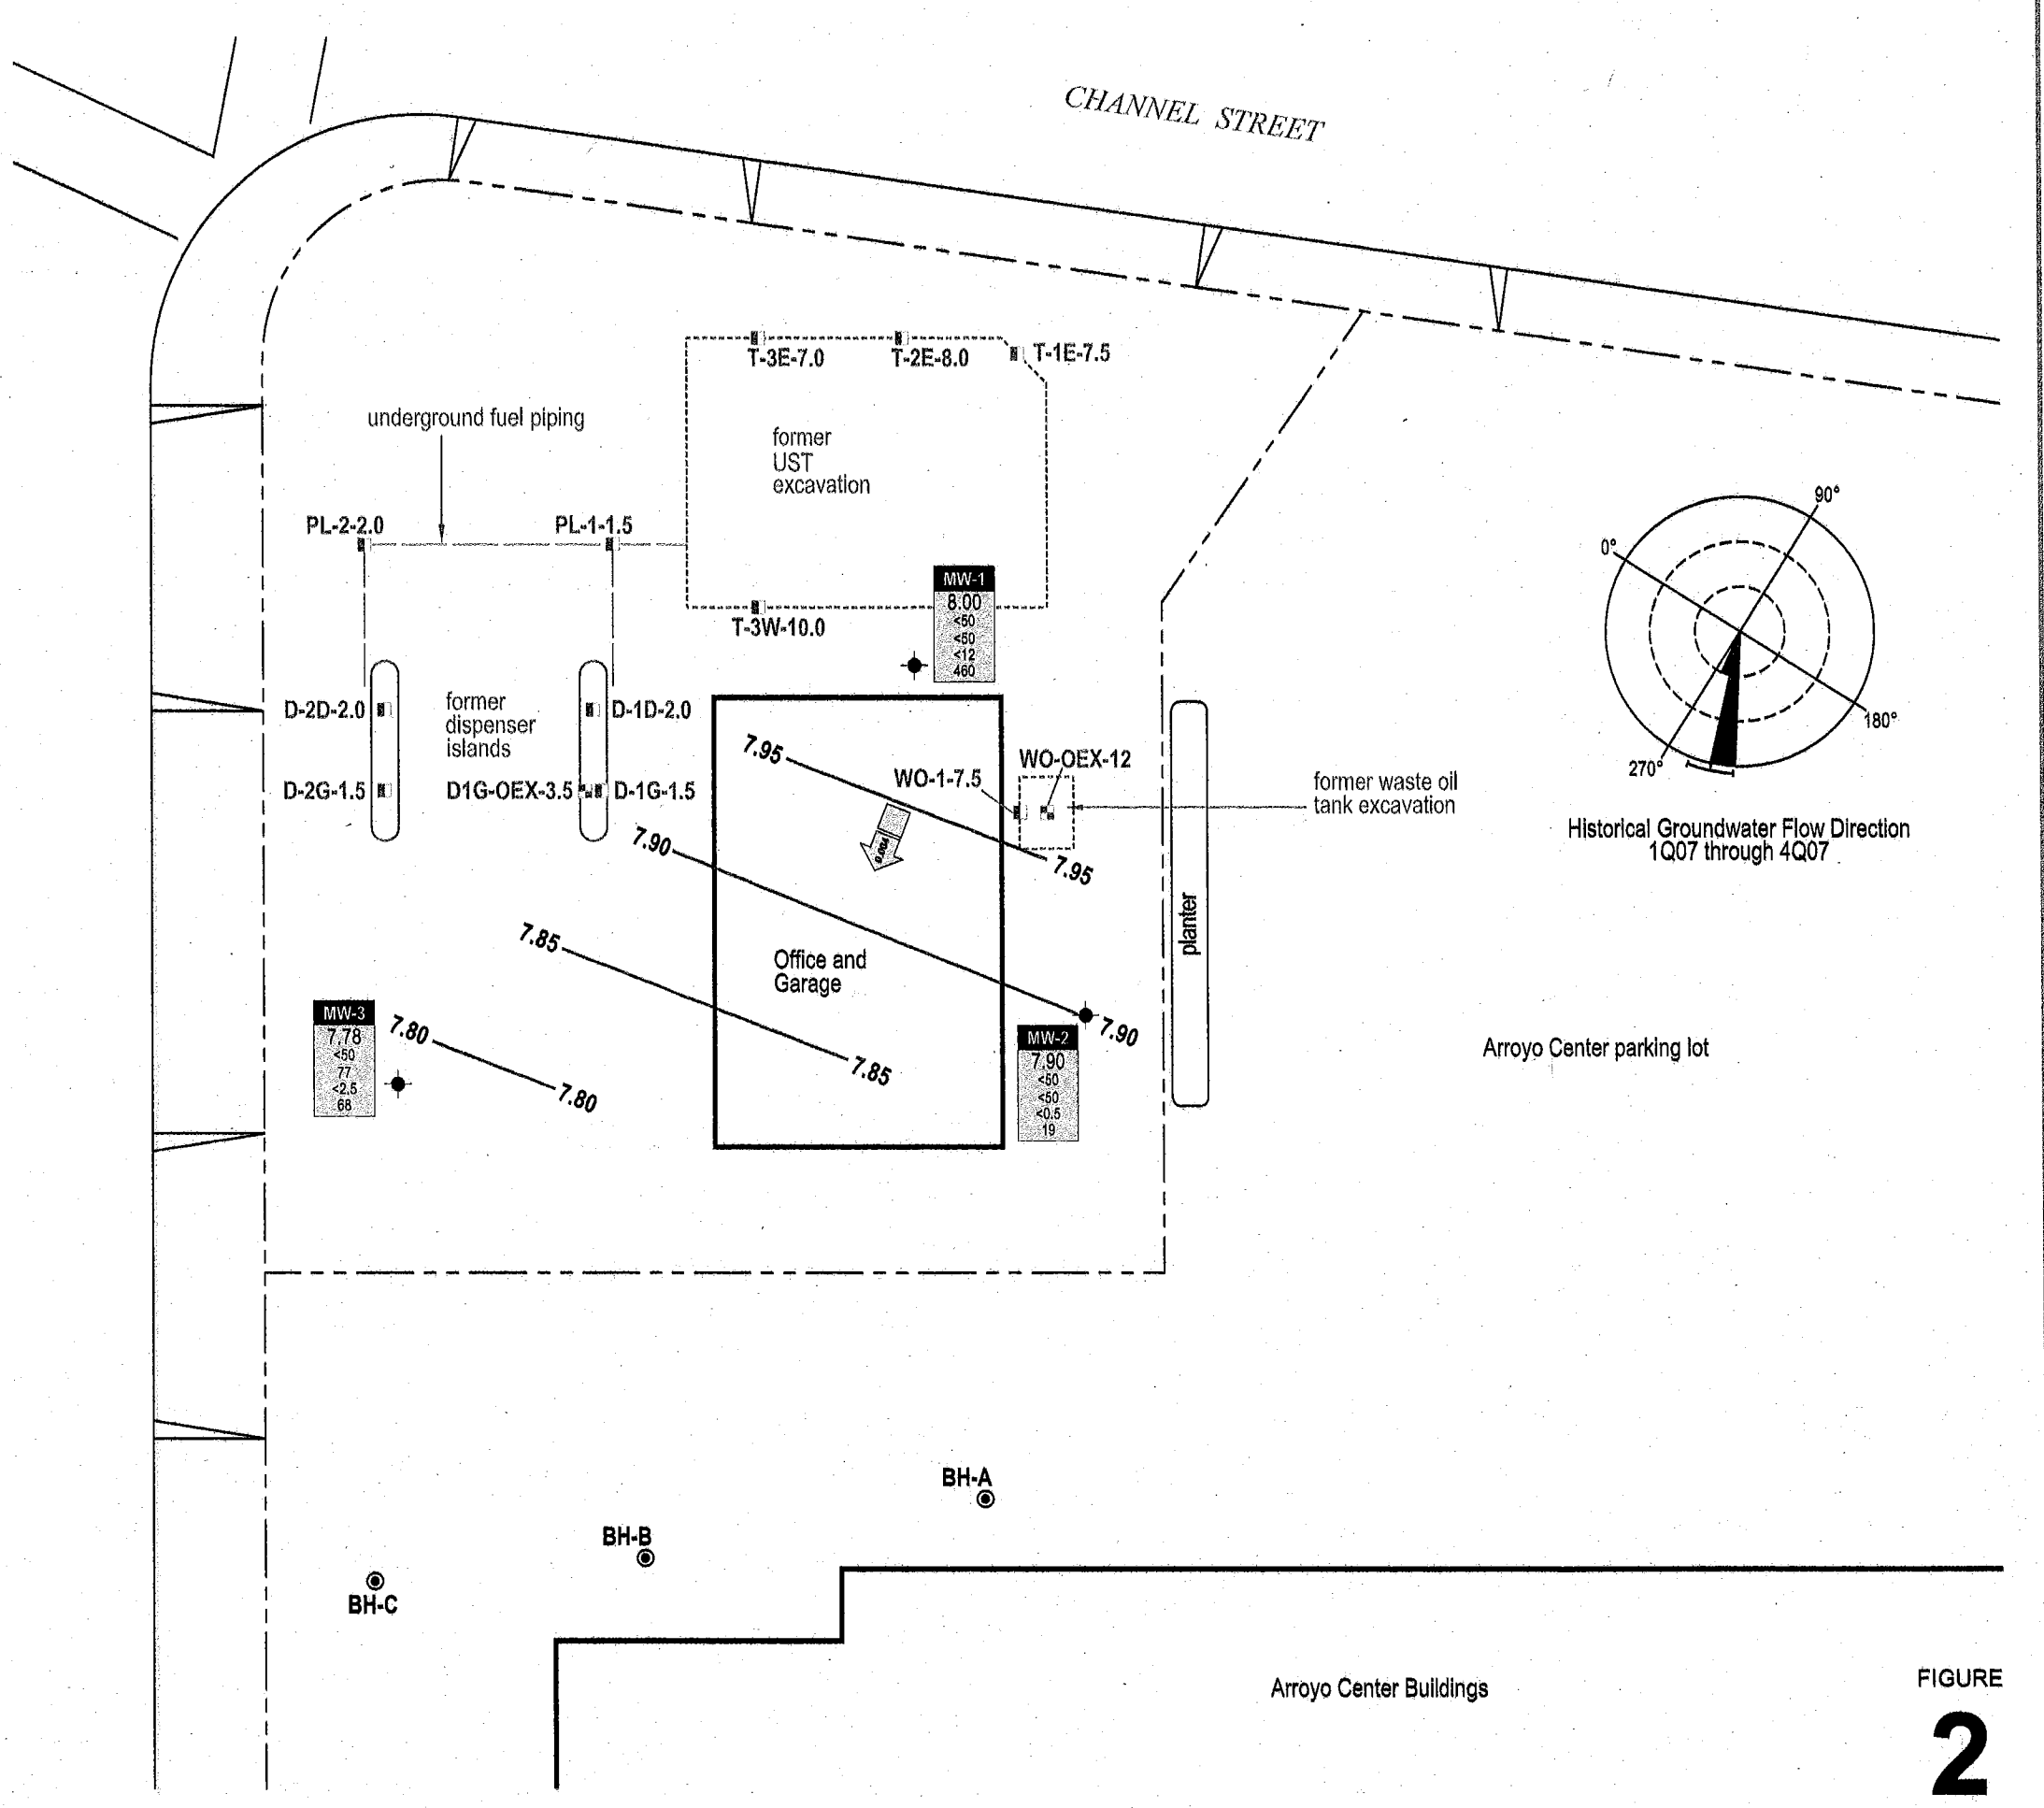 CHANNEL STREET
T-3E-7.0
T-2E-8.0
T-1E-7.5
underground fuel piping
former
UST
excavation
PL-2-2.0
PL-1-1.5
T-3W-10.0
MW-1
8.00
<50
<50
<12
460
90°
0°
180°
270°
Historical Groundwater Flow Direction
1Q07 through 4Q07
D-2D-2.0
former
dispenser
islands
D-1D-2.0
D-2G-1.5
D1G-OEX-3.5
D-1G-1.5
7.95
WO-1-7.5
WO-OEX-12
former waste oil
tank excavation
7.90
0.004
7.95
planter
7.85
Office and
Garage
MW-3
7.78
<50
77
<2.5
68
7.80
7.80
7.85
7.90
MW-2
7.90
<50
<50
<0.5
19
Arroyo Center parking lot
BH-A
BH-B
BH-C
Arroyo Center Buildings
FIGURE
2